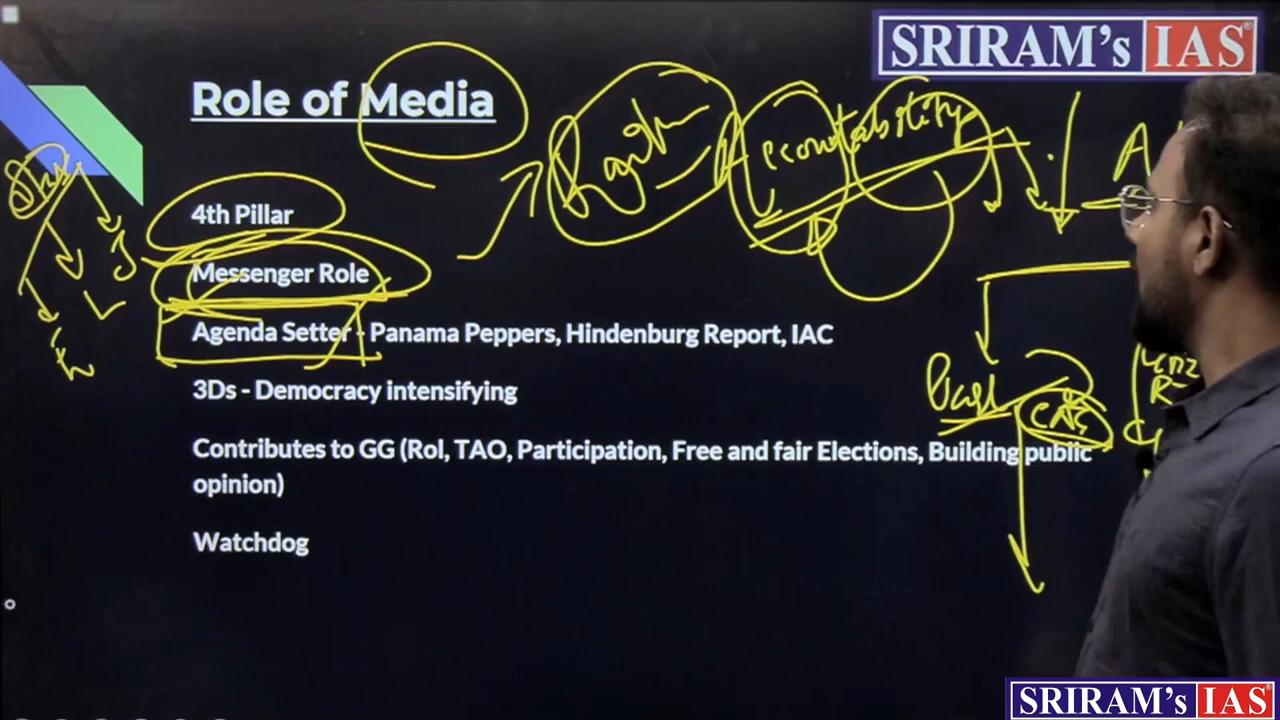 SRIRAM's IAS
Role of Media
Accountability
4th Pillar
Messenger Role
J
L
Agenda Setter - Panama Peppers, Hindenburg Report, IAC
3Ds - Democracy intensifying
CAG
Contributes to GG (RoI, TAO, Participation, Free and fair Elections, Building public
opinion)
Watchdog
SRIRAM's IAS